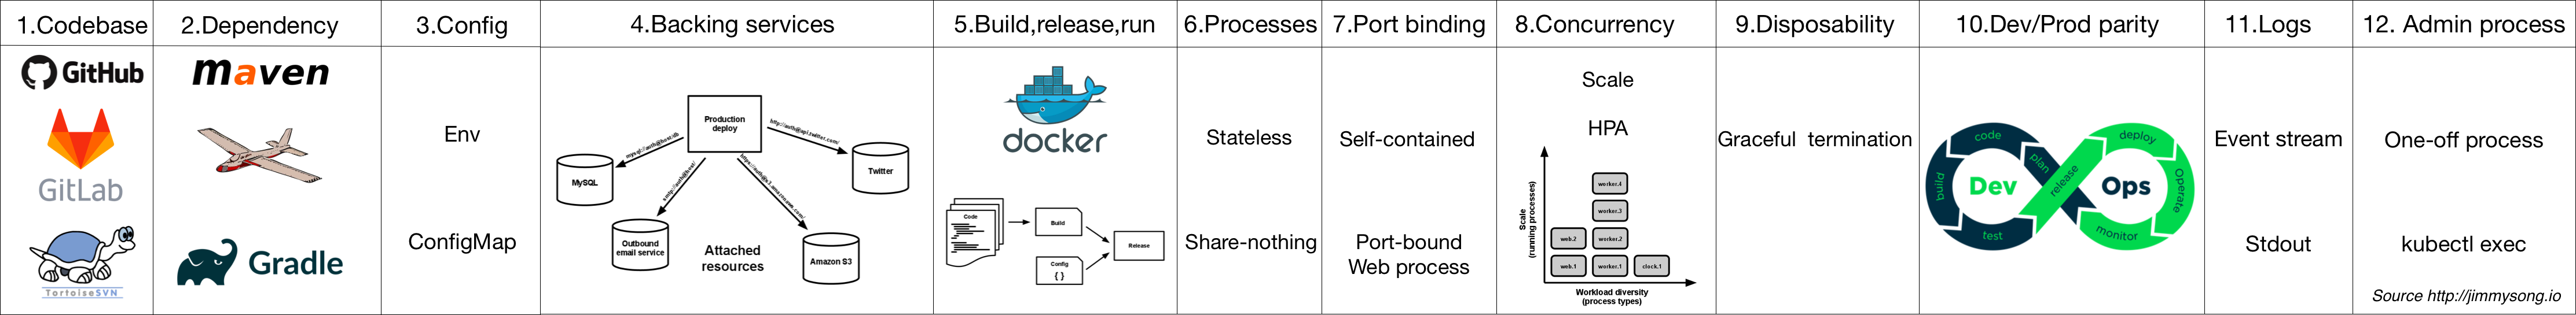 1.Codebase
GitHub
GitLab
TortoiseSVN
2.Dependency
maven
Gradle
3.Config
Env
ConfigMap
4.Backing services
Production
deploy
mysql://auth@host/db
http://auth@api.twitter.com/
smtp://auth@host/
https://auth@s3.amazonaws.com/
MySQL
Twitter
Outbound
email service
Attached
resources
Amazon S3
5.Build,release,run
docker
Code
Build
Config
{ }
Release
6.Processes
Stateless
Share-nothing
7.Port binding
Self-contained
Port-bound
Web process
8.Concurrency
Scale
HPA
Scale
(running processes)
worker.4
worker.3
web.2
worker.2
web.1
worker.1
clock.1
Workload diversity
(process types)
9.Disposability
Graceful termination
10.Dev/Prod parity
code
plan
build
test
Dev
release
deploy
Operate
monitor
Ops
11.Logs
Event stream
Stdout
12. Admin process
One-off process
kubectl exec
Source http://jimmysong.io